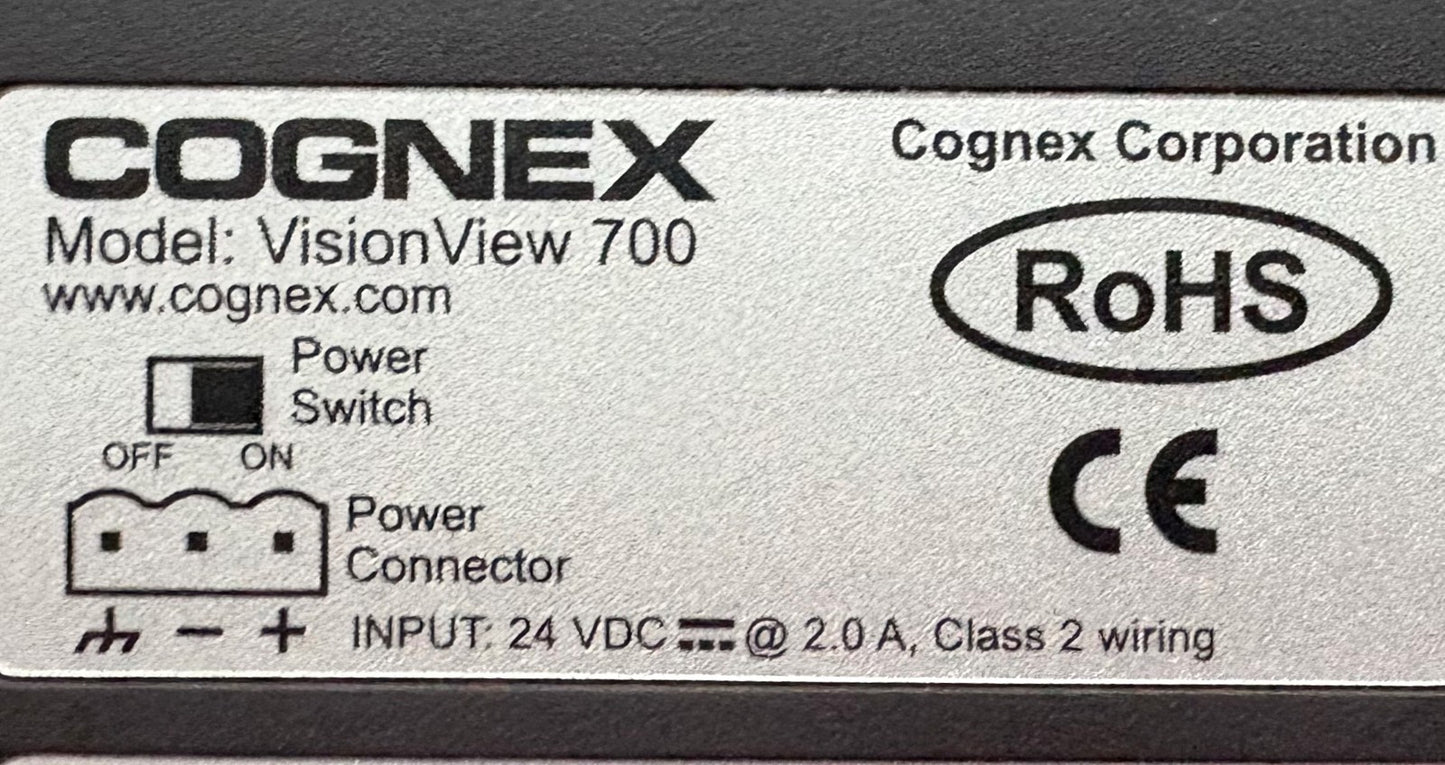 COGNEX
Model: VisionView 700
www.cognex.com
Power
Switch
OFF ON
Power
Connector
- + INPUT: 24 VDC ⎓ @ 2.0 A, Class 2 wiring
Cognex Corporation
RoHS
CE